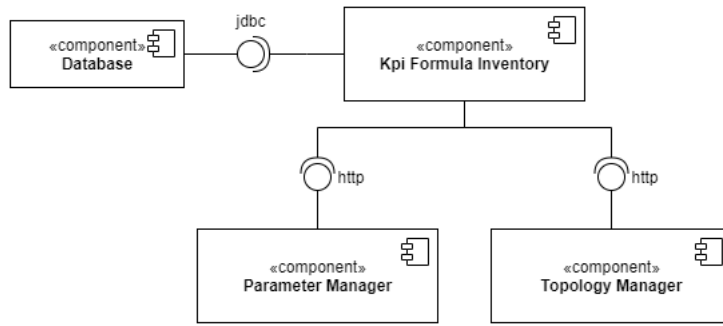 jdbc
«component»
Database
«component»
Kpi Formula Inventory
http
http
«component»
Parameter Manager
«component»
Topology Manager